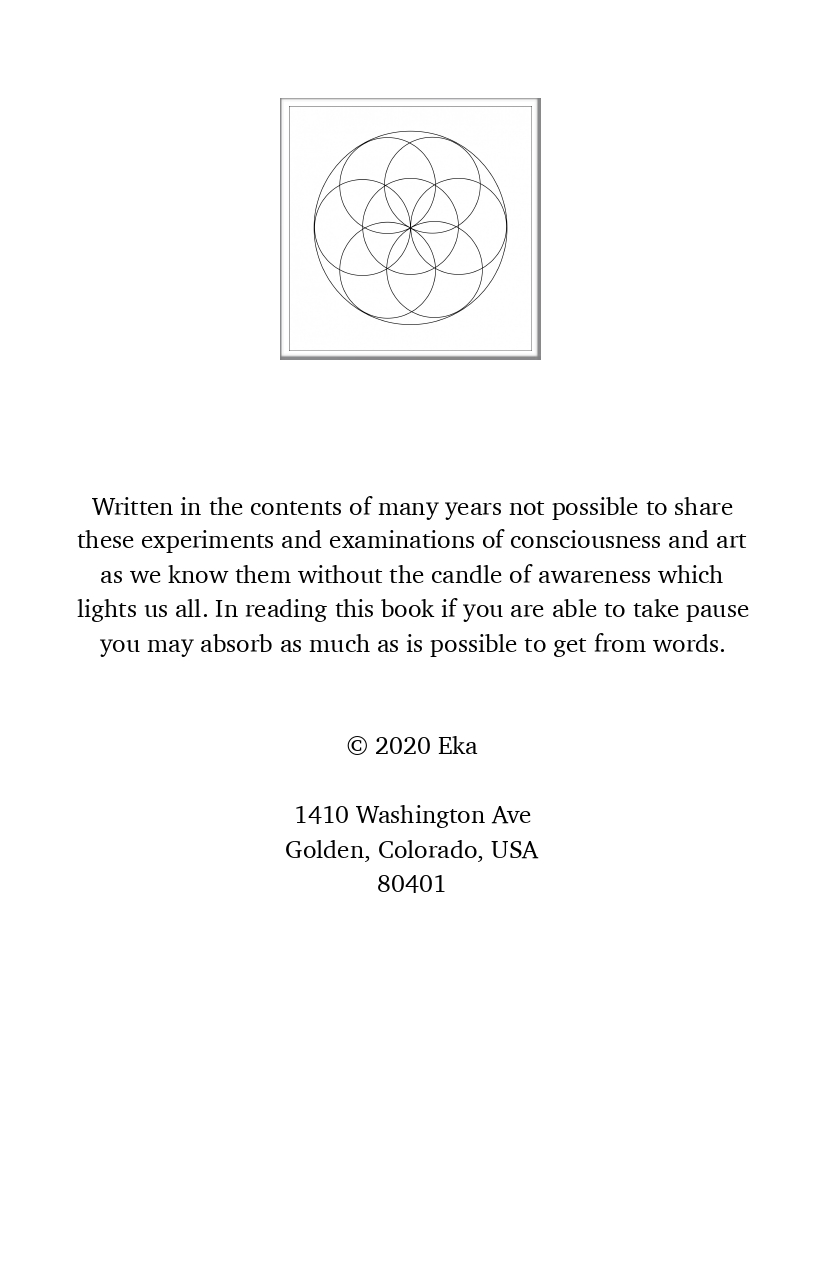 Written in the contents of many years not possible to share
these experiments and examinations of consciousness and art
as we know them without the candle of awareness which
lights us all. In reading this book if you are able to take pause
you may absorb as much as is possible to get from words.
© 2020 Eka
1410 Washington Ave
Golden, Colorado, USA
80401